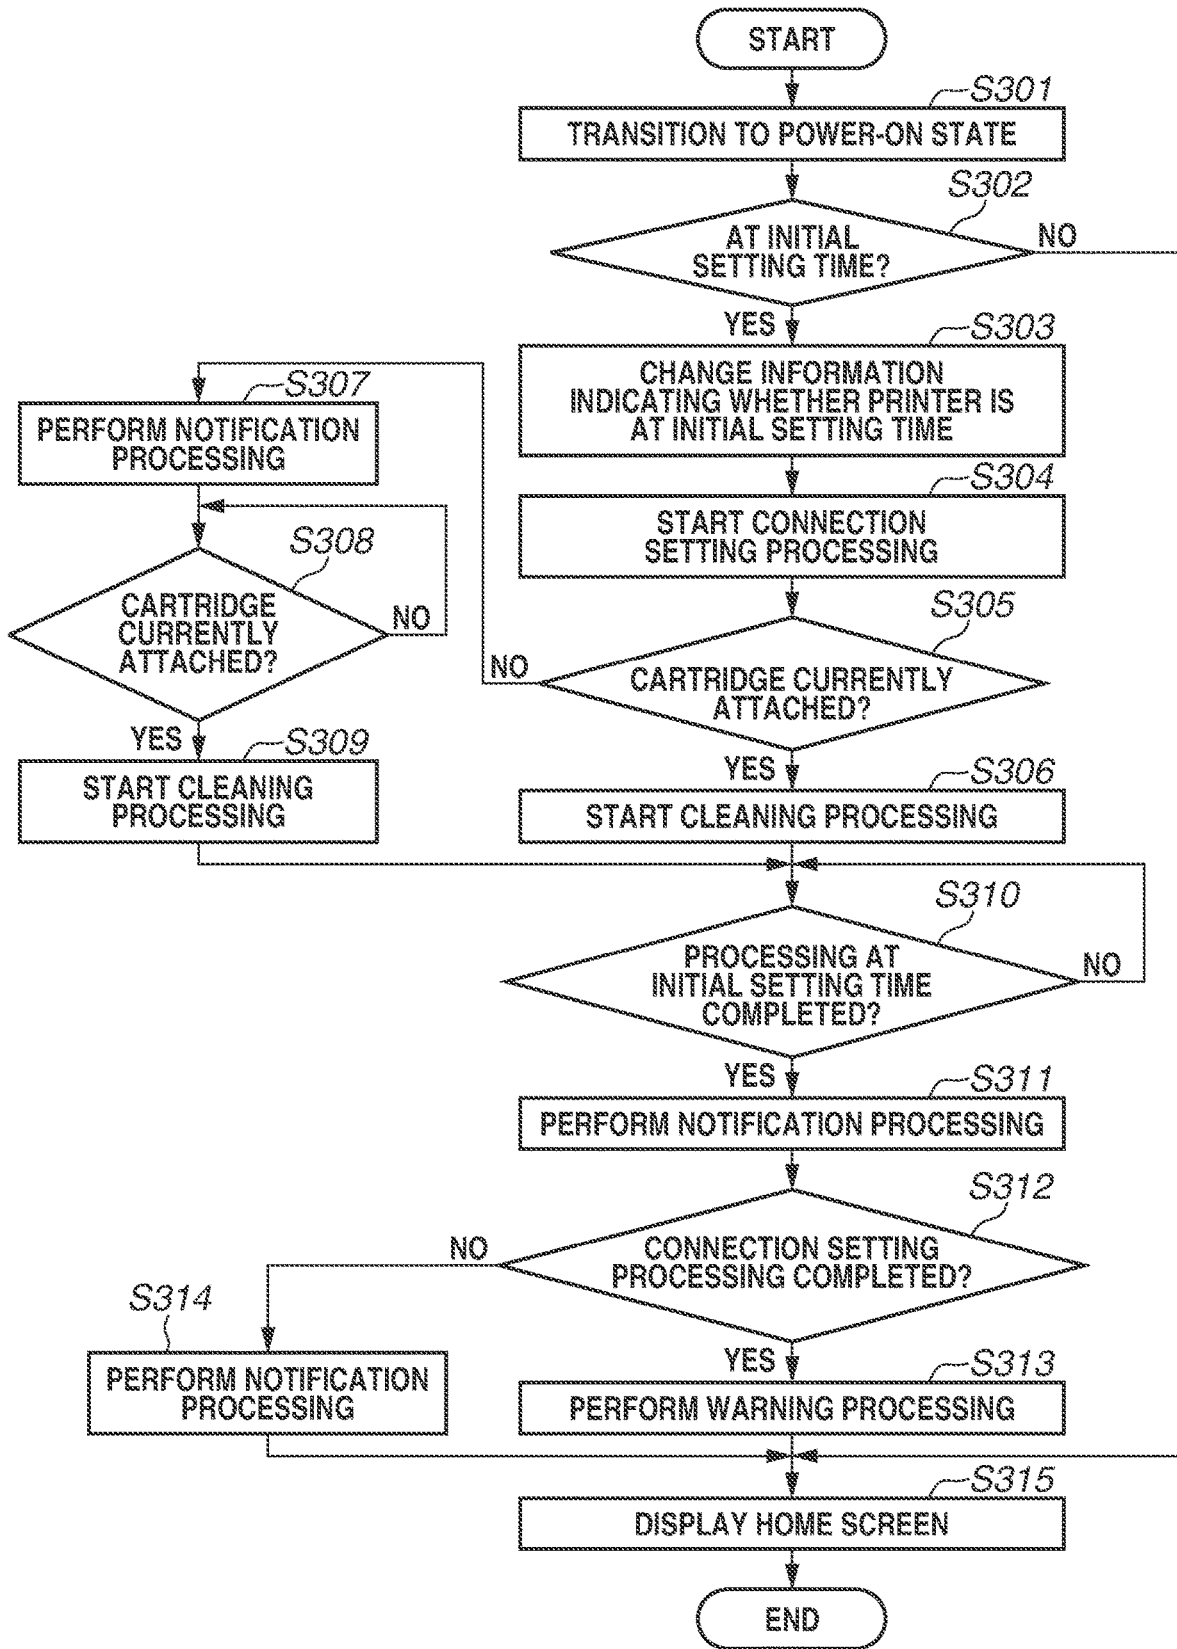 START
S301
TRANSITION TO POWER-ON STATE
S302
AT INITIAL
SETTING TIME?
NO
YES
S303
CHANGE INFORMATION
INDICATING WHETHER PRINTER IS
AT INITIAL SETTING TIME
S307
PERFORM NOTIFICATION
PROCESSING
S304
START CONNECTION
SETTING PROCESSING
S308
CARTRIDGE
CURRENTLY
ATTACHED?
NO
YES
S305
CARTRIDGE CURRENTLY
ATTACHED?
NO
YES
S309
START CLEANING
PROCESSING
S306
START CLEANING PROCESSING
S310
PROCESSING AT
INITIAL SETTING TIME
COMPLETED?
NO
YES
S311
PERFORM NOTIFICATION PROCESSING
S312
CONNECTION SETTING
PROCESSING COMPLETED?
NO
YES
S314
PERFORM NOTIFICATION
PROCESSING
S313
PERFORM WARNING PROCESSING
S315
DISPLAY HOME SCREEN
END